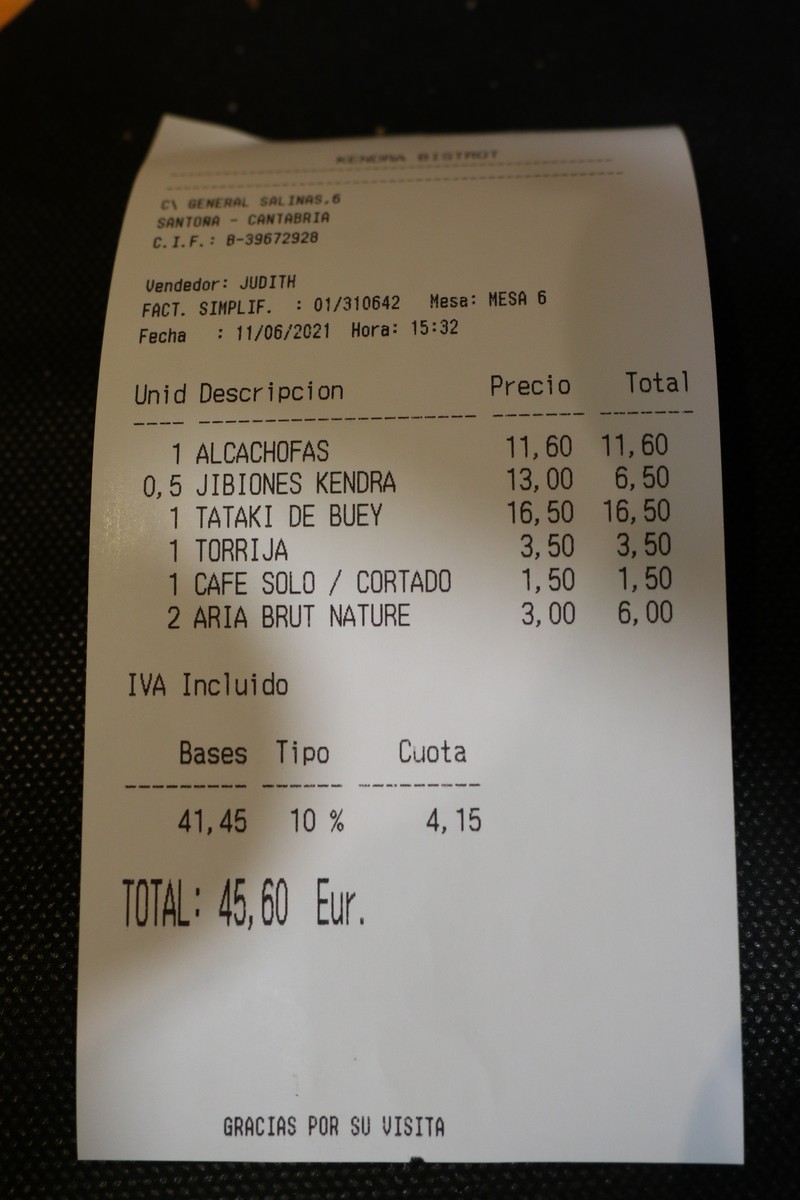 KENDRA BISTROT
C\ GENERAL SALINAS,6
SANTOÑA - CANTABRIA
C.I.F.: B-39672928
Vendedor: JUDITH
FACT. SIMPLIF. : 01/310642 Mesa: MESA 6
Fecha : 11/06/2021 Hora: 15:32
Unid Descripcion Precio Total
1 ALCACHOFAS 11,60 11,60
0,5 JIBIONES KENDRA 13,00 6,50
1 TATAKI DE BUEY 16,50 16,50
1 TORRIJA 3,50 3,50
1 CAFE SOLO / CORTADO 1,50 1,50
2 ARIA BRUT NATURE 3,00 6,00
IVA Incluido
Bases Tipo Cuota
41,45 10 % 4,15
TOTAL: 45,60 Eur.
GRACIAS POR SU VISITA